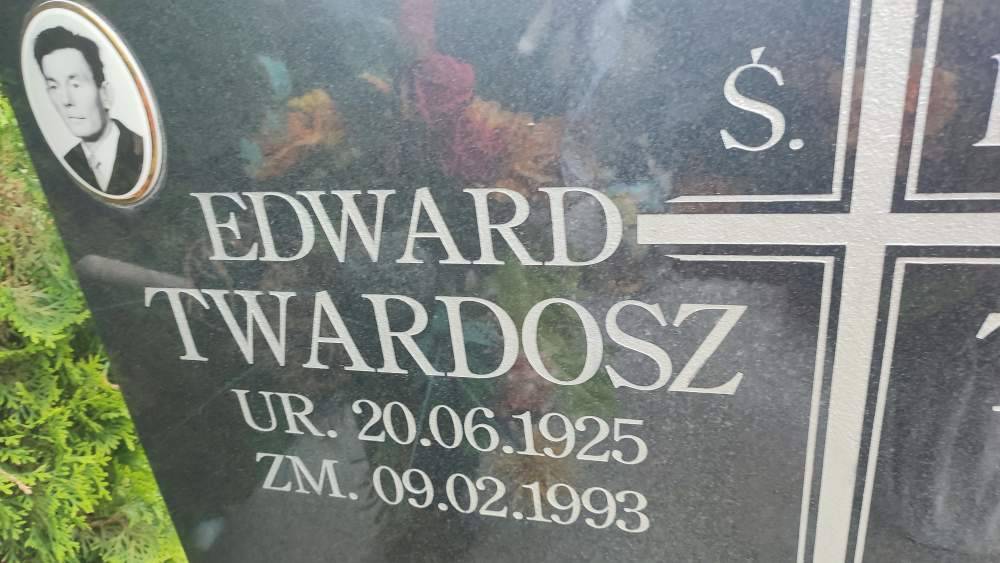 Ś.
EDWARD
TWARDOSZ
UR. 20.06.1925
ZM. 09.02.1993